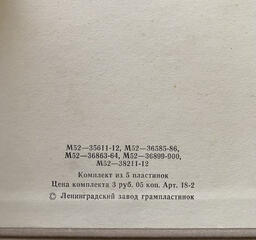 М52—35611-12, М52—36585-86,
М52—36863-64, М52—36899-900,
М52—38211-12
Комплект из 5 пластинок
Цена комплекта 3 руб. 05 коп. Арт. 18-2
© Ленинградский завод грампластинок